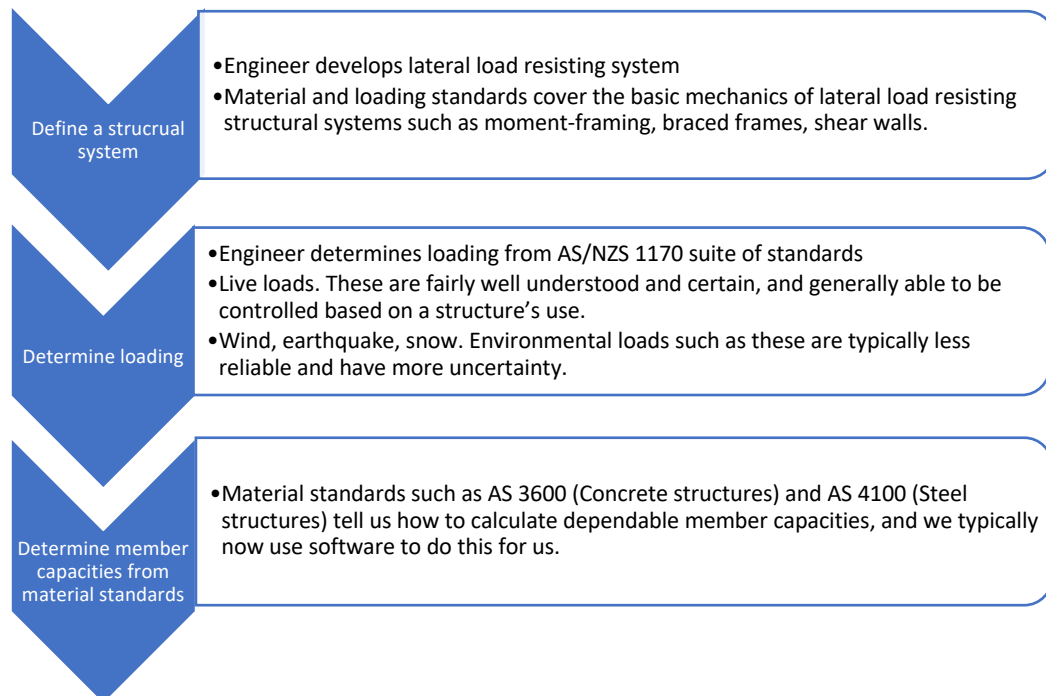 Define a strucrual
system
•Engineer develops lateral load resisting system
•Material and loading standards cover the basic mechanics of lateral load resisting
structural systems such as moment-framing, braced frames, shear walls.
Determine loading
•Engineer determines loading from AS/NZS 1170 suite of standards
•Live loads. These are fairly well understood and certain, and generally able to be
controlled based on a structure’s use.
•Wind, earthquake, snow. Environmental loads such as these are typically less
reliable and have more uncertainty.
Determine member
capacities from
material standards
•Material standards such as AS 3600 (Concrete structures) and AS 4100 (Steel
structures) tell us how to calculate dependable member capacities, and we typically
now use software to do this for us.